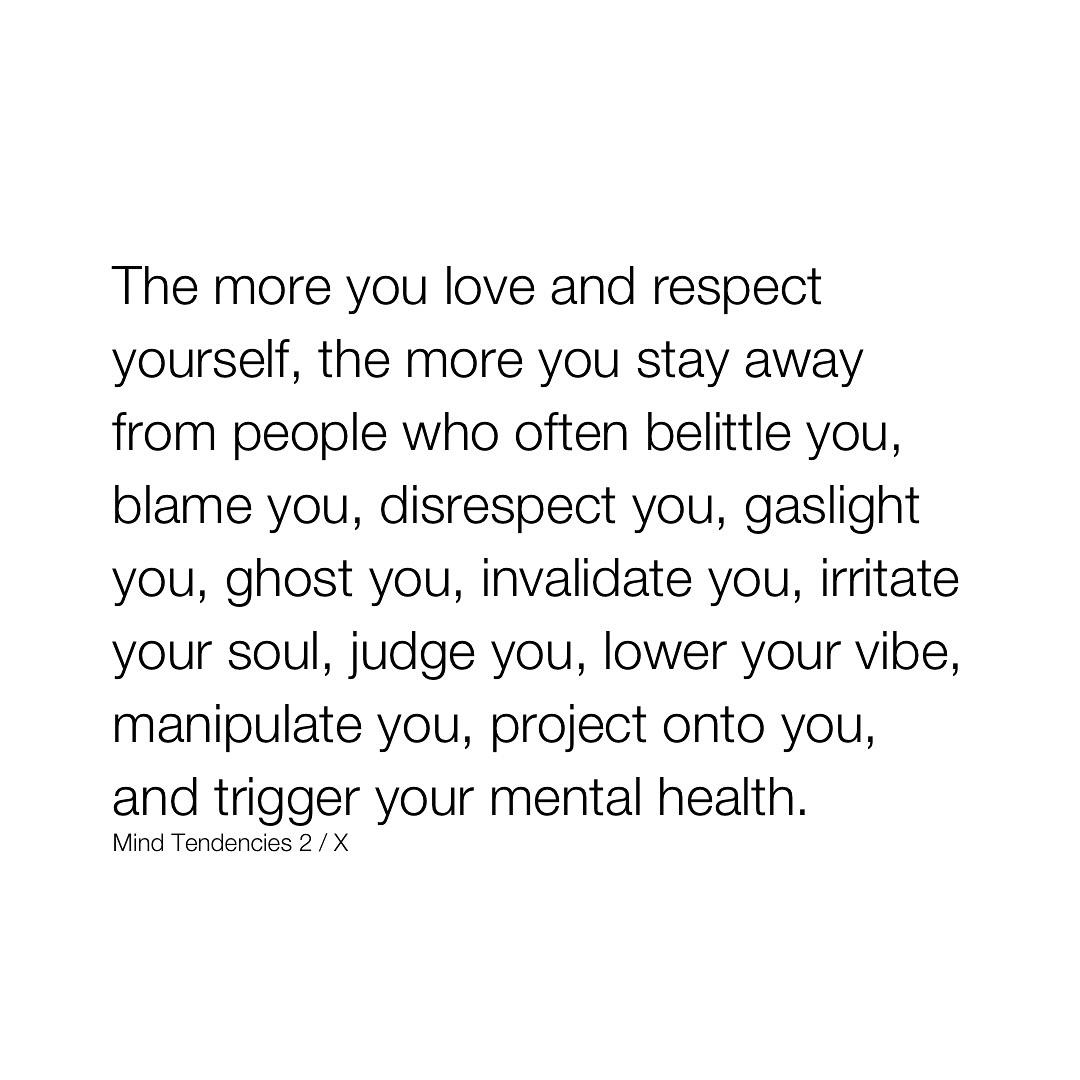 The more you love and respect
yourself, the more you stay away
from people who often belittle you,
blame you, disrespect you, gaslight
you, ghost you, invalidate you, irritate
your soul, judge you, lower your vibe,
manipulate you, project onto you,
and trigger your mental health.
Mind Tendencies 2 / X